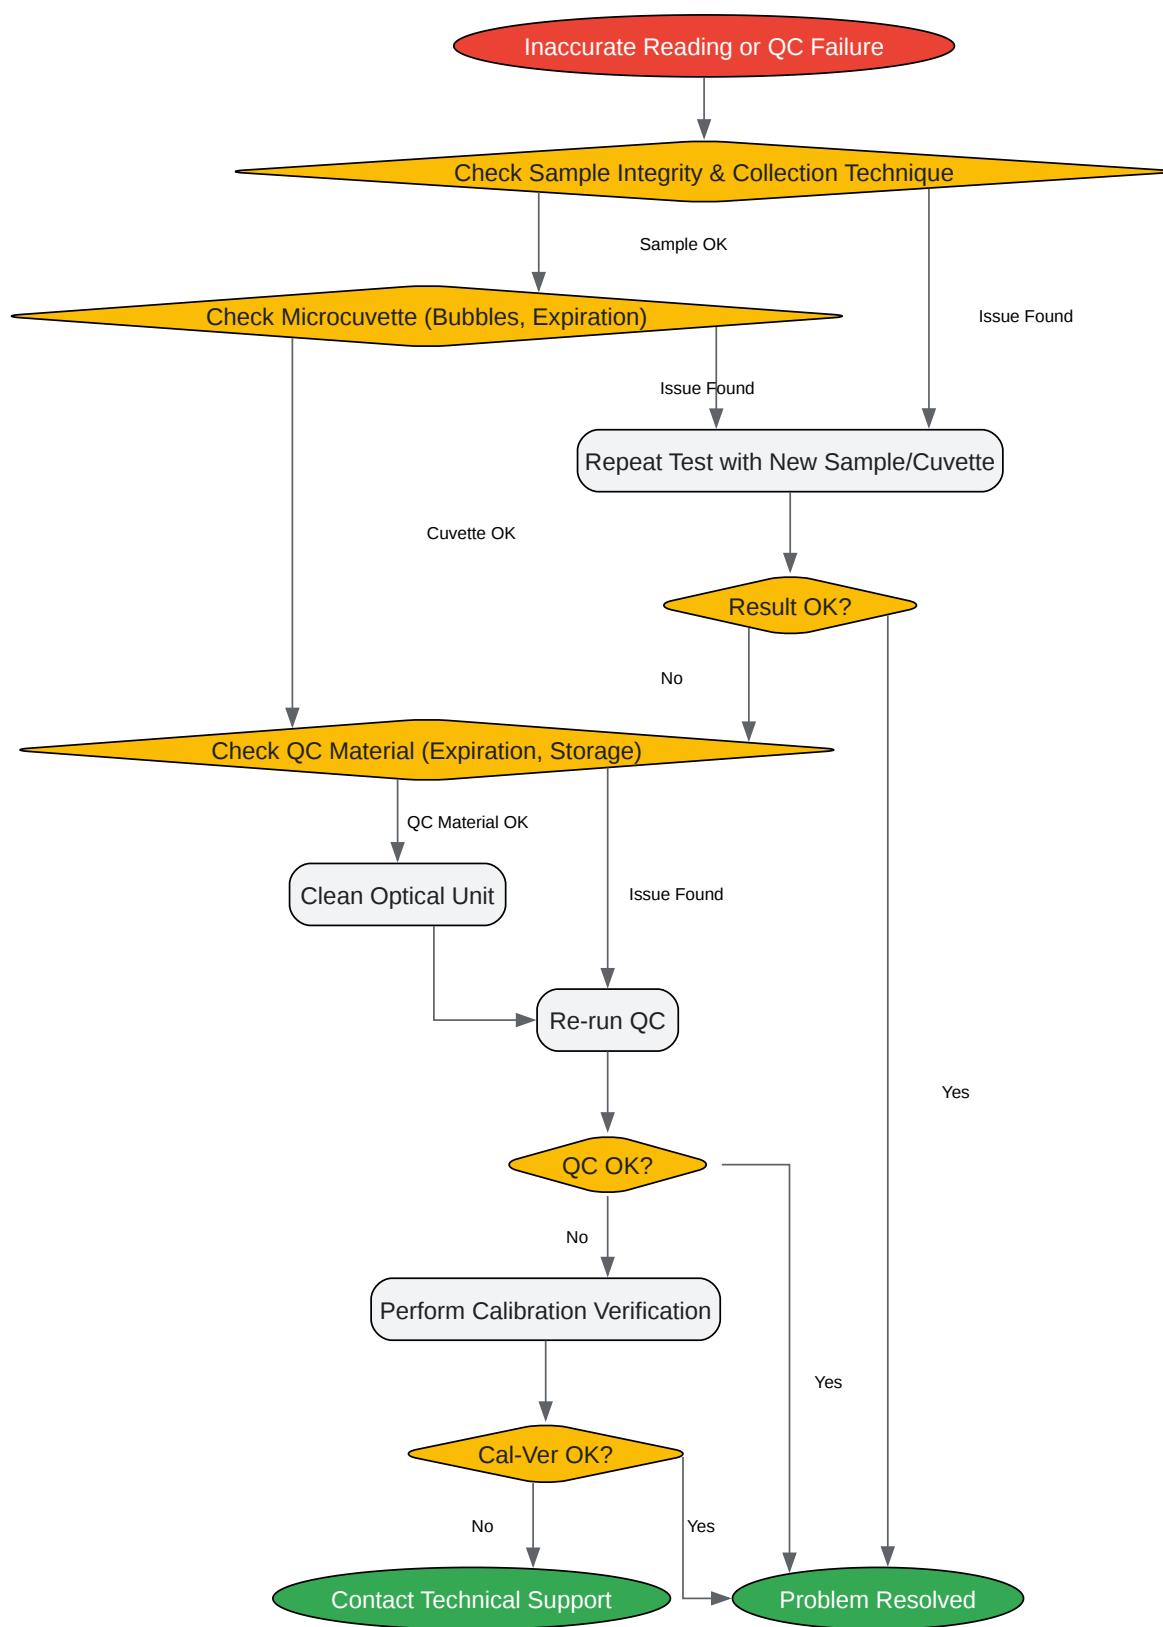 Inaccurate Reading or QC Failure
Check Sample Integrity & Collection Technique
Sample OK
Check Microcuvette (Bubbles, Expiration)
Issue Found
Issue Found
Repeat Test with New Sample/Cuvette
Cuvette OK
Result OK?
No
Check QC Material (Expiration, Storage)
QC Material OK
Clean Optical Unit
Issue Found
Re-run QC
Yes
QC OK?
No
Perform Calibration Verification
Yes
Cal-Ver OK?
No
Yes
Contact Technical Support
Problem Resolved